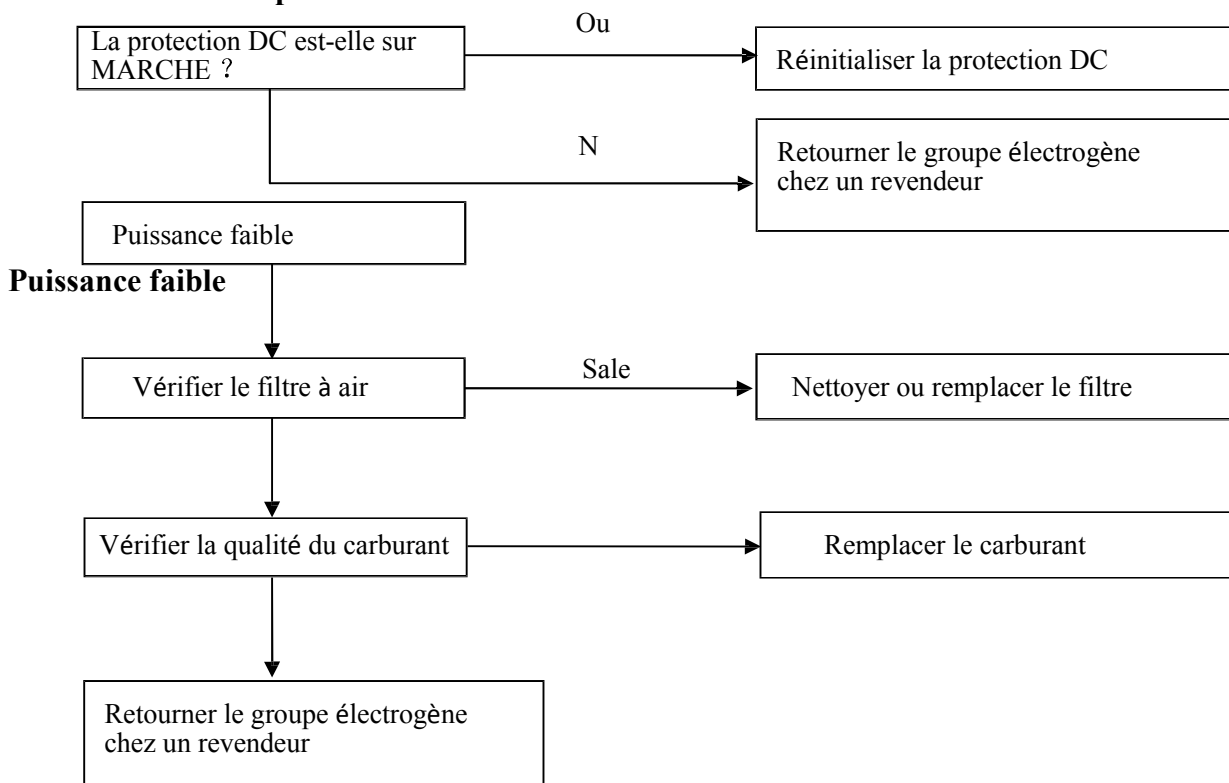 Ou
La protection DC est-elle sur
MARCHE ?
Réinitialiser la protection DC
N
Retourner le groupe électrogène
chez un revendeur
Puissance faible
Puissance faible
Vérifier le filtre à air
Sale
Nettoyer ou remplacer le filtre
Vérifier la qualité du carburant
Remplacer le carburant
Retourner le groupe électrogène
chez un revendeur